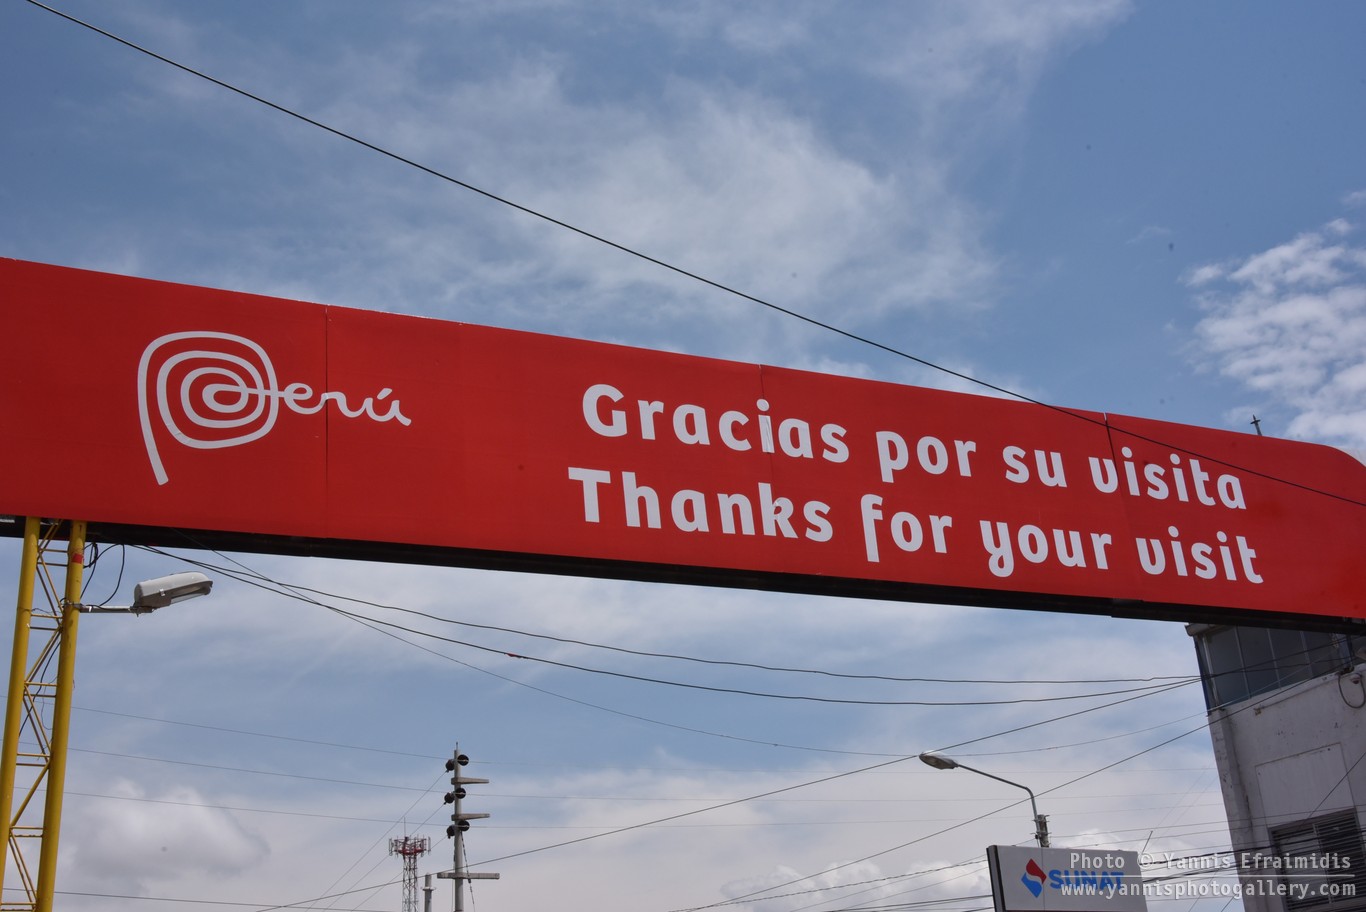 Perú
Gracias por su visita
Thanks for your visit
SUNAT
Photo © Yannis Efraimidis
www.yannisphotogallery.com